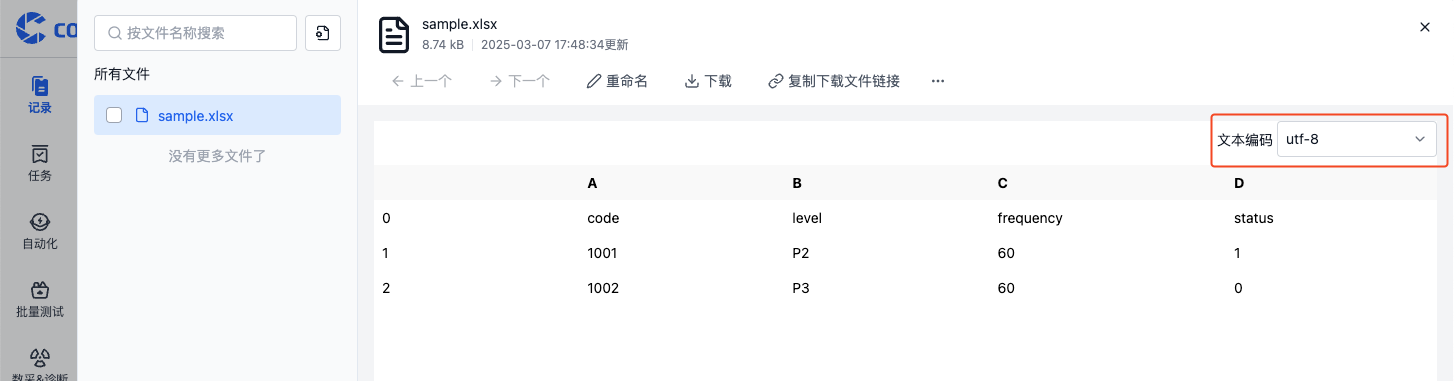 co
记录
任务
自动化
批量测试
数采&诊断
按文件名称搜索
所有文件
sample.xlsx
没有更多文件了
sample.xlsx
8.74 kB 2025-03-07 17:48:34更新
上一个 下一个 重命名 下载 复制下载文件链接 ···
文本编码 utf-8
A B C D
0 code level frequency status
1 1001 P2 60 1
2 1002 P3 60 0